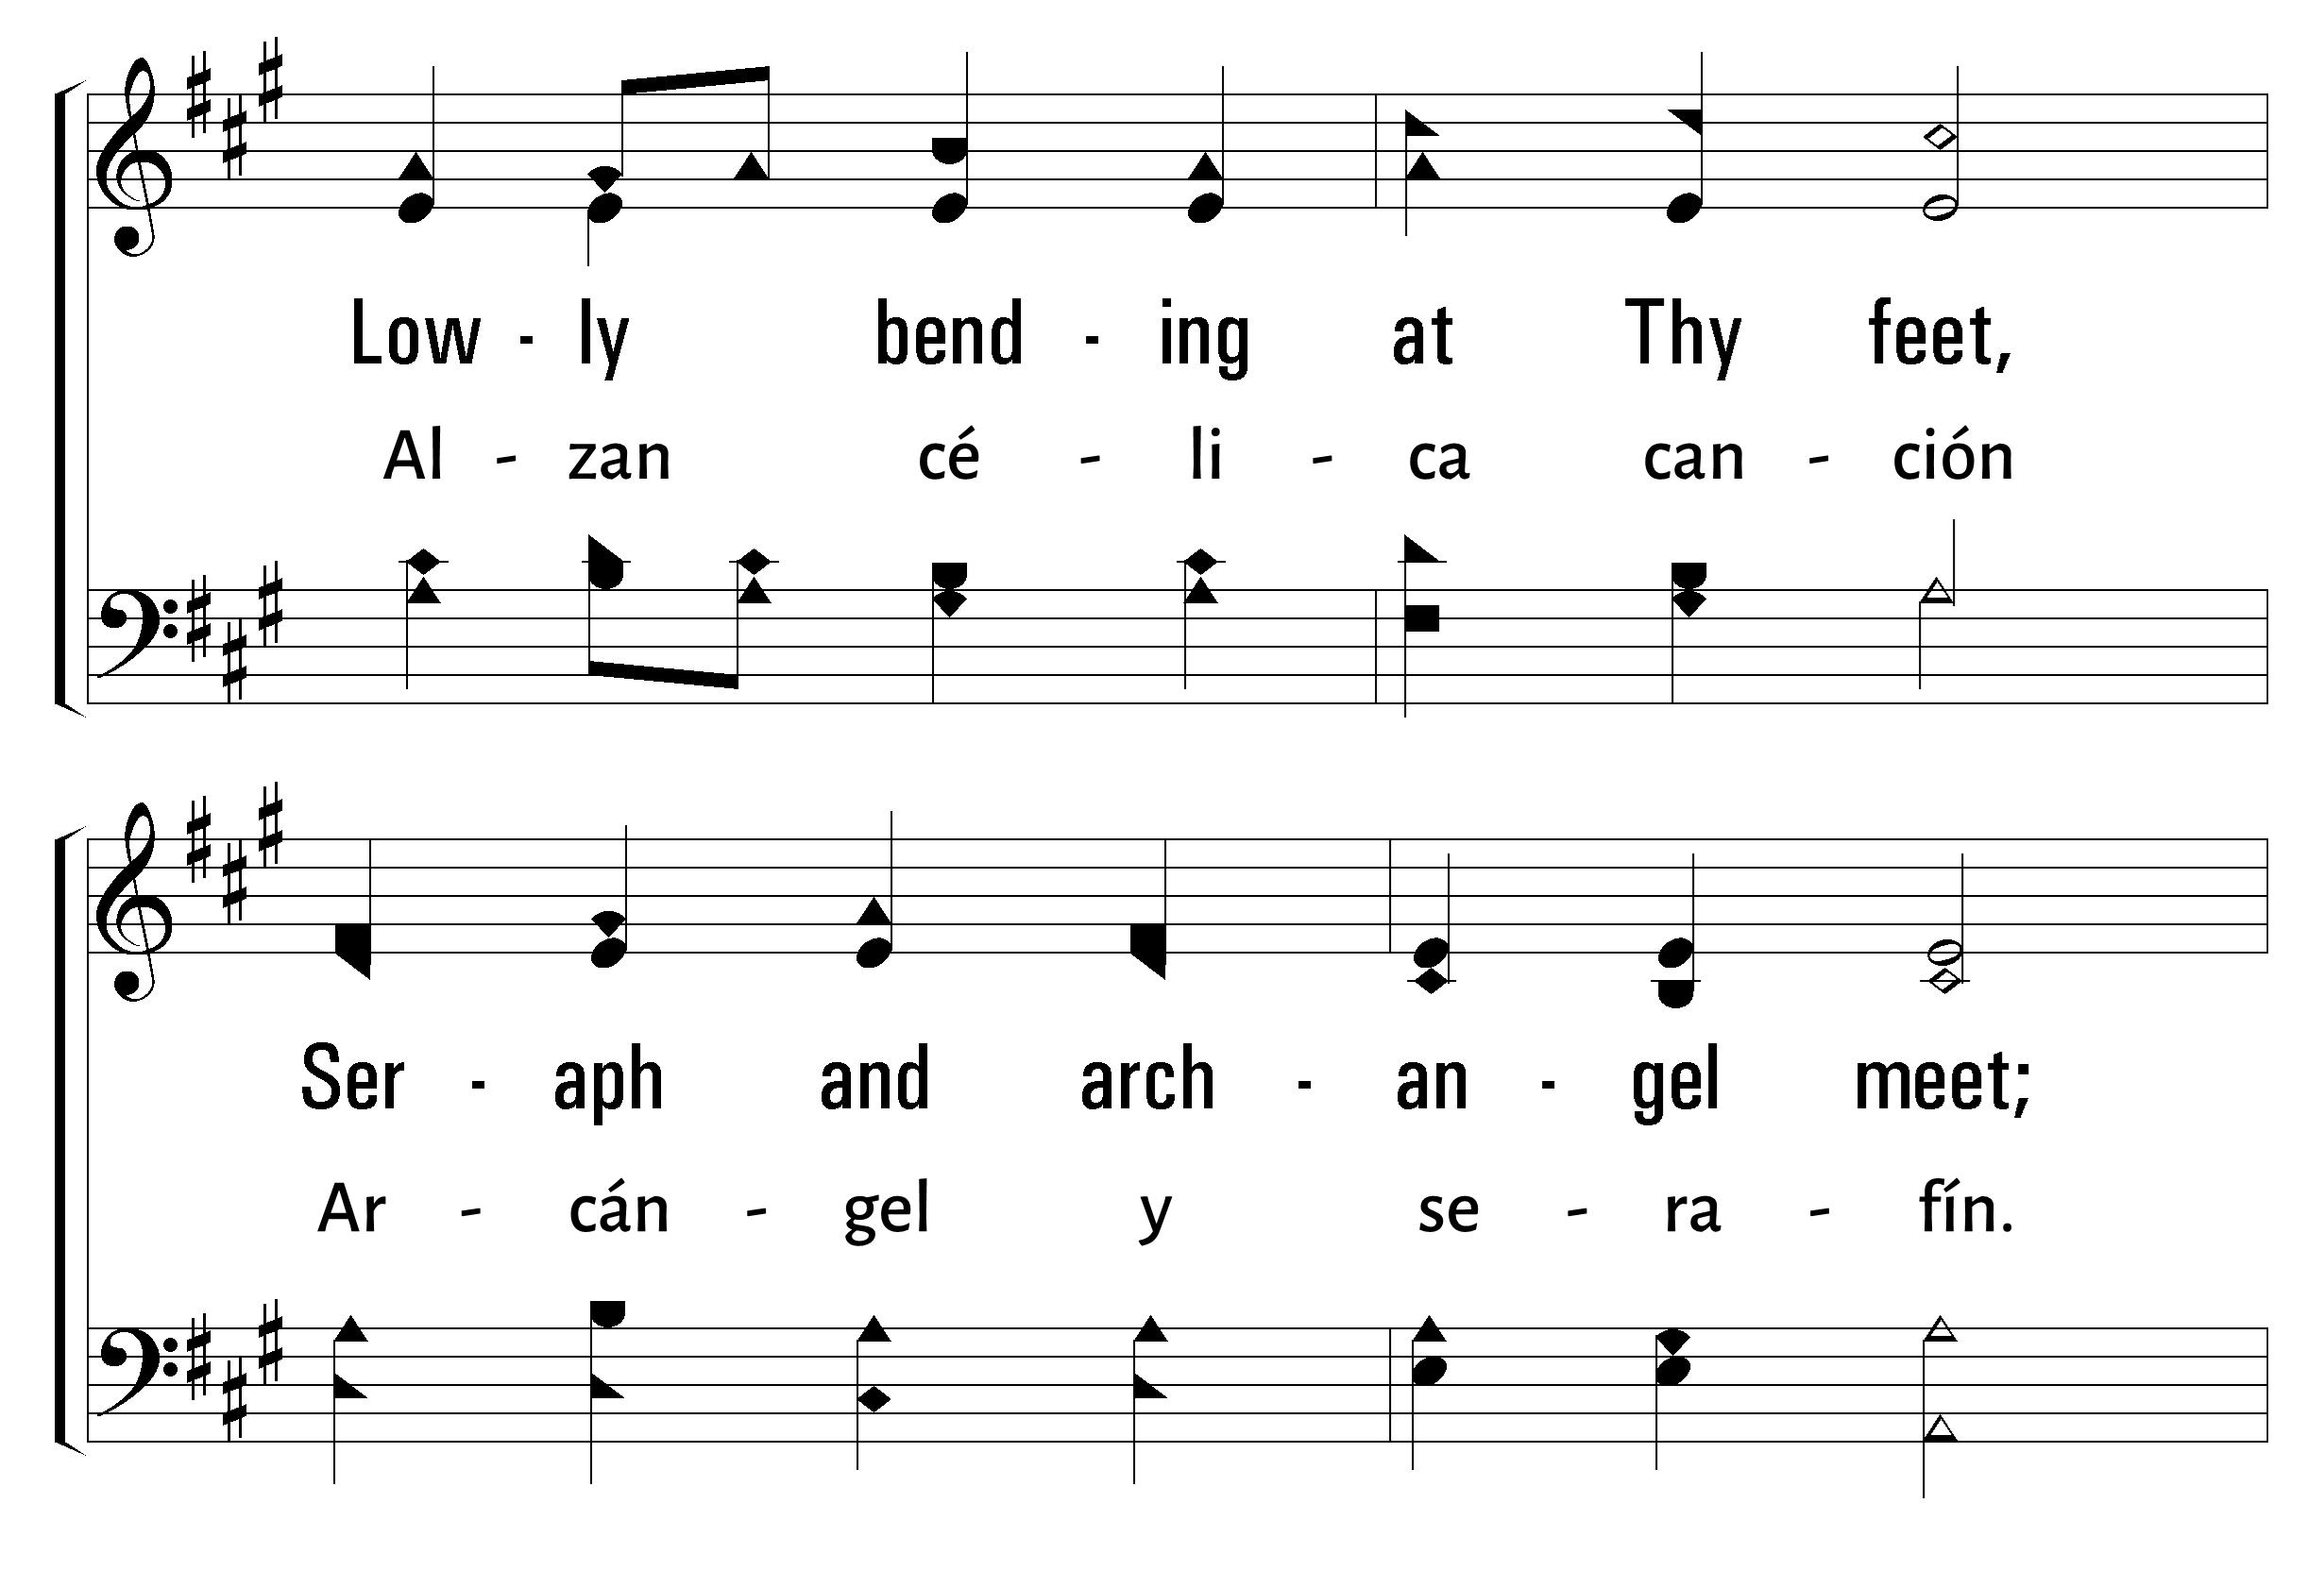 Low - ly bend - ing at Thy feet,
Al - zan cé - li - ca can - ción
Ser - aph and arch - an - gel meet;
Ar - cán - gel y se - ra - fín.